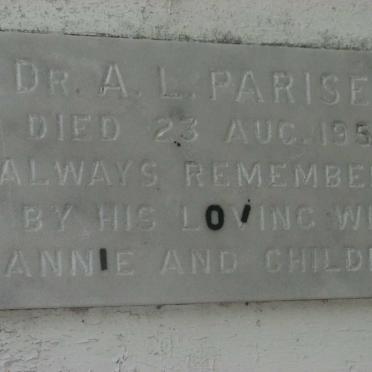 DR. A. L. PARISE
DIED 23 AUG. 195
ALWAYS REMEMBE
BY HIS LOVING W
ANNIE AND CHILD